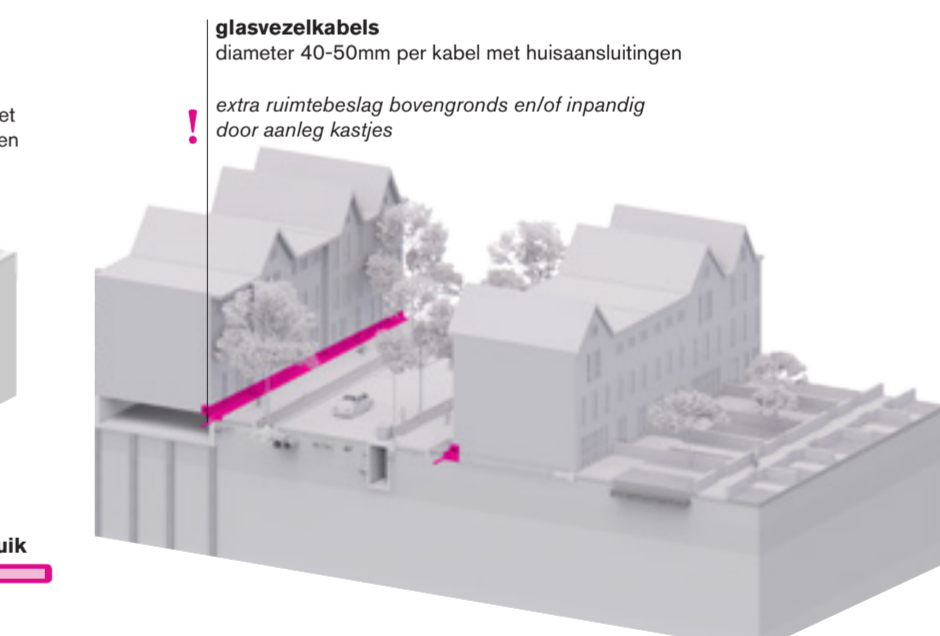 glasvezelkabels
diameter 40-50mm per kabel met huisaansluitingen
extra ruimtebeslag bovengronds en/of inpandig
door aanleg kastjes
!
et
en
uik